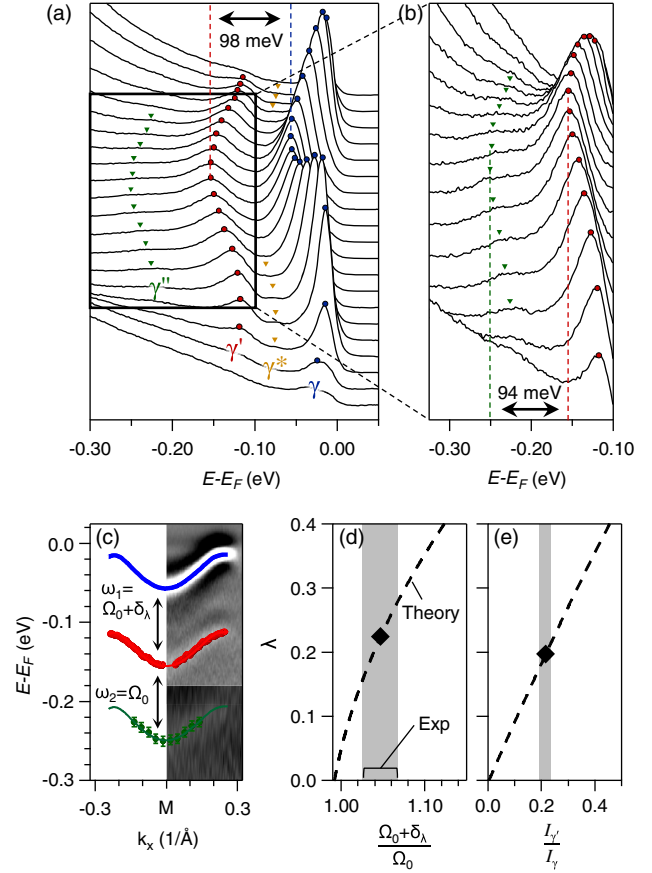 (a)
98 meV
γ''
γ'
γ*
γ
-0.30
-0.20
-0.10
0.00
E-E_F (eV)
(b)
94 meV
-0.30
-0.20
-0.10
E-E_F (eV)
(c)
0.0
-0.1
-0.2
-0.3
E-E_F (eV)
ω₁=
Ω₀+δ_λ
ω₂=Ω₀
-0.3
M
0.3
k_x (1/Å)
(d)
0.4
0.3
0.2
0.1
0.0
λ
Theory
Exp
1.00
1.10
Ω₀+δ_λ
Ω₀
(e)
0.0
0.2
0.4
I_γ'
I_γ